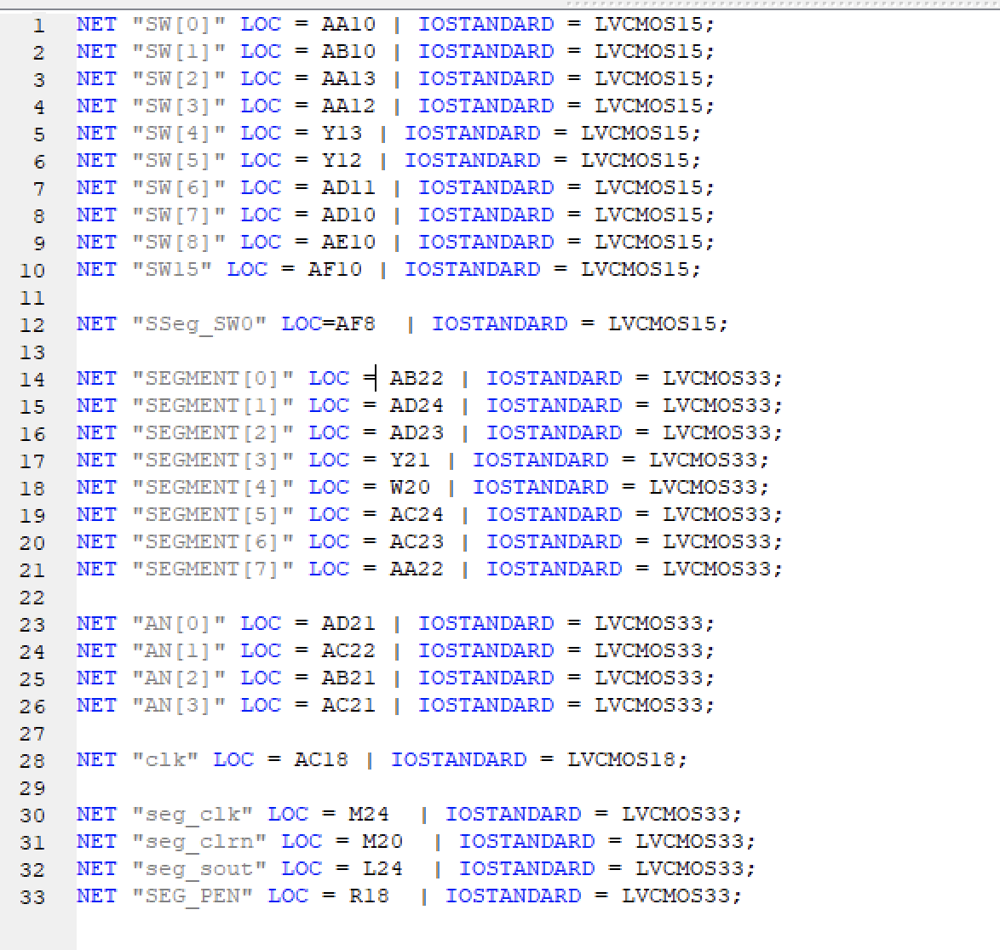 1 NET "SW[0]" LOC = AA10 | IOSTANDARD = LVCMOS15;
2 NET "SW[1]" LOC = AB10 | IOSTANDARD = LVCMOS15;
3 NET "SW[2]" LOC = AA13 | IOSTANDARD = LVCMOS15;
4 NET "SW[3]" LOC = AA12 | IOSTANDARD = LVCMOS15;
5 NET "SW[4]" LOC = Y13 | IOSTANDARD = LVCMOS15;
6 NET "SW[5]" LOC = Y12 | IOSTANDARD = LVCMOS15;
7 NET "SW[6]" LOC = AD11 | IOSTANDARD = LVCMOS15;
8 NET "SW[7]" LOC = AD10 | IOSTANDARD = LVCMOS15;
9 NET "SW[8]" LOC = AE10 | IOSTANDARD = LVCMOS15;
10 NET "SW15" LOC = AF10 | IOSTANDARD = LVCMOS15;
11
12 NET "SSeg_SW0" LOC=AF8  | IOSTANDARD = LVCMOS15;
13
14 NET "SEGMENT[0]" LOC = AB22 | IOSTANDARD = LVCMOS33;
15 NET "SEGMENT[1]" LOC = AD24 | IOSTANDARD = LVCMOS33;
16 NET "SEGMENT[2]" LOC = AD23 | IOSTANDARD = LVCMOS33;
17 NET "SEGMENT[3]" LOC = Y21 | IOSTANDARD = LVCMOS33;
18 NET "SEGMENT[4]" LOC = W20 | IOSTANDARD = LVCMOS33;
19 NET "SEGMENT[5]" LOC = AC24 | IOSTANDARD = LVCMOS33;
20 NET "SEGMENT[6]" LOC = AC23 | IOSTANDARD = LVCMOS33;
21 NET "SEGMENT[7]" LOC = AA22 | IOSTANDARD = LVCMOS33;
22
23 NET "AN[0]" LOC = AD21 | IOSTANDARD = LVCMOS33;
24 NET "AN[1]" LOC = AC22 | IOSTANDARD = LVCMOS33;
25 NET "AN[2]" LOC = AB21 | IOSTANDARD = LVCMOS33;
26 NET "AN[3]" LOC = AC21 | IOSTANDARD = LVCMOS33;
27
28 NET "clk" LOC = AC18 | IOSTANDARD = LVCMOS18;
29
30 NET "seg_clk" LOC = M24  | IOSTANDARD = LVCMOS33;
31 NET "seg_clrn" LOC = M20  | IOSTANDARD = LVCMOS33;
32 NET "seg_sout" LOC = L24  | IOSTANDARD = LVCMOS33;
33 NET "SEG_PEN" LOC = R18  | IOSTANDARD = LVCMOS33;